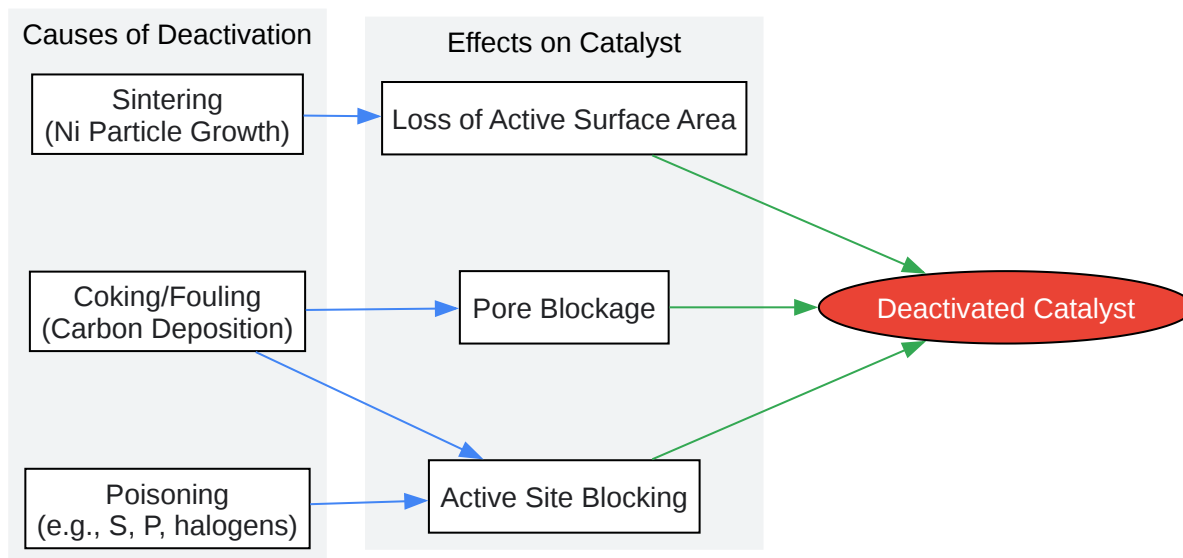 Causes of Deactivation
Effects on Catalyst
Sintering
(Ni Particle Growth)
Loss of Active Surface Area
Coking/Fouling
(Carbon Deposition)
Pore Blockage
Deactivated Catalyst
Poisoning
(e.g., S, P, halogens)
Active Site Blocking